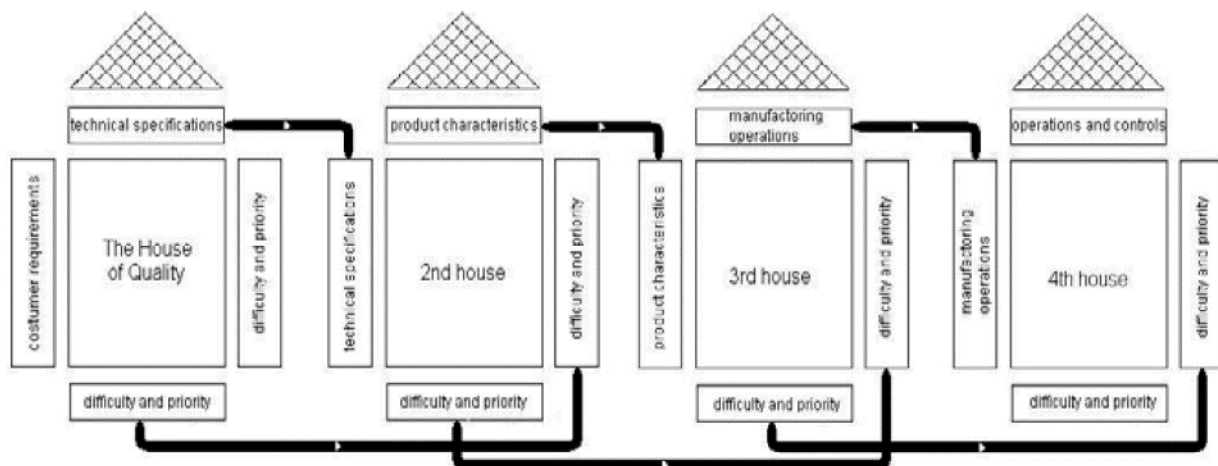 technical specifications
product characteristics
manufactoring
operations
operations and controls
costumer requirements
The House
of Quality
difficulty and priority
technical specifications
2nd house
difficulty and priority
product characteristics
3rd house
difficulty and priority
manufactoring
operations
4th house
difficulty and priority
difficulty and priority
difficulty and priority
difficulty and priority
difficulty and priority